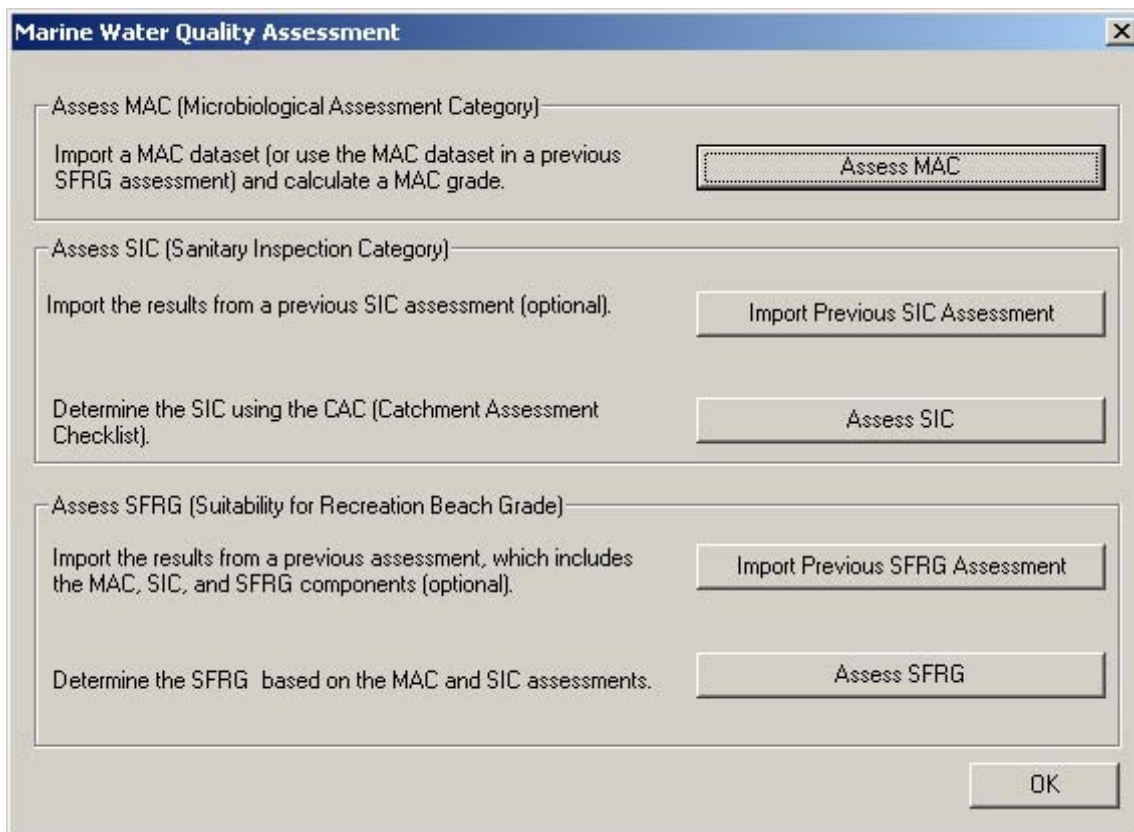 Marine Water Quality Assessment
Assess MAC (Microbiological Assessment Category)
Import a MAC dataset (or use the MAC dataset in a previous
SFRG assessment) and calculate a MAC grade.
Assess MAC
Assess SIC (Sanitary Inspection Category)
Import the results from a previous SIC assessment (optional).
Import Previous SIC Assessment
Determine the SIC using the CAC (Catchment Assessment
Checklist).
Assess SIC
Assess SFRG (Suitability for Recreation Beach Grade)
Import the results from a previous assessment, which includes
the MAC, SIC, and SFRG components (optional).
Import Previous SFRG Assessment
Determine the SFRG  based on the MAC and SIC assessments.
Assess SFRG
OK